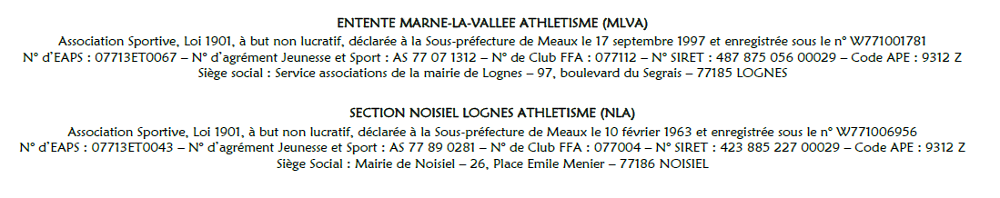 ENTENTE MARNE-LA-VALLEE ATHLETISME (MLVA)
Association Sportive, Loi 1901, à but non lucratif, déclarée à la Sous-préfecture de Meaux le 17 septembre 1997 et enregistrée sous le n° W771001781
N° d'EAPS : 07713ET0067 – N° d'agrément Jeunesse et Sport : AS 77 07 1312 – N° de Club FFA : 077112 – N° SIRET : 487 875 056 00029 – Code APE : 9312 Z
Siège social : Service associations de la mairie de Lognes – 97, boulevard du Segrais – 77185 LOGNES
SECTION NOISIEL LOGNES ATHLETISME (NLA)
Association Sportive, Loi 1901, à but non lucratif, déclarée à la Sous-préfecture de Meaux le 10 février 1963 et enregistrée sous le n° W771006956
N° d'EAPS : 07713ET0043 – N° d'agrément Jeunesse et Sport : AS 77 89 0281 – N° de Club FFA : 077004 – N° SIRET : 423 885 227 00029 – Code APE : 9312 Z
Siège Social : Mairie de Noisiel – 26, Place Emile Menier – 77186 NOISIEL